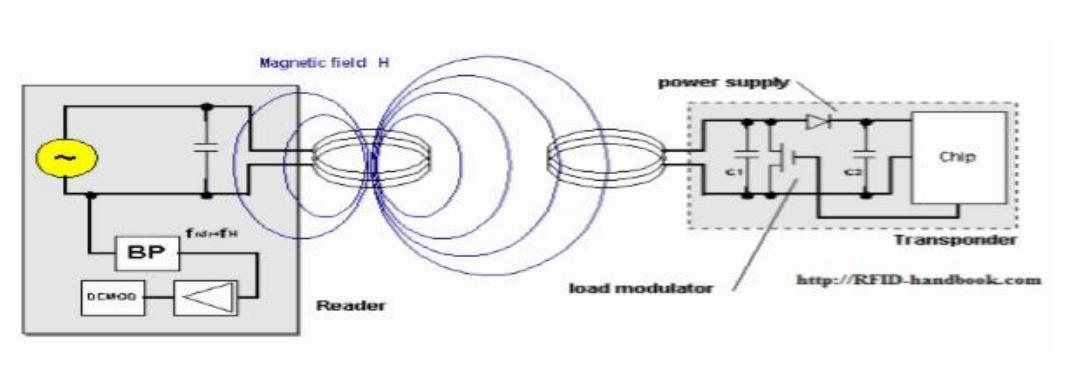 Magnetic field H
power supply
~
C1
C2
Chip
BP
DEMOD
Reader
Transponder
load modulator
http://RFID-handbook.com